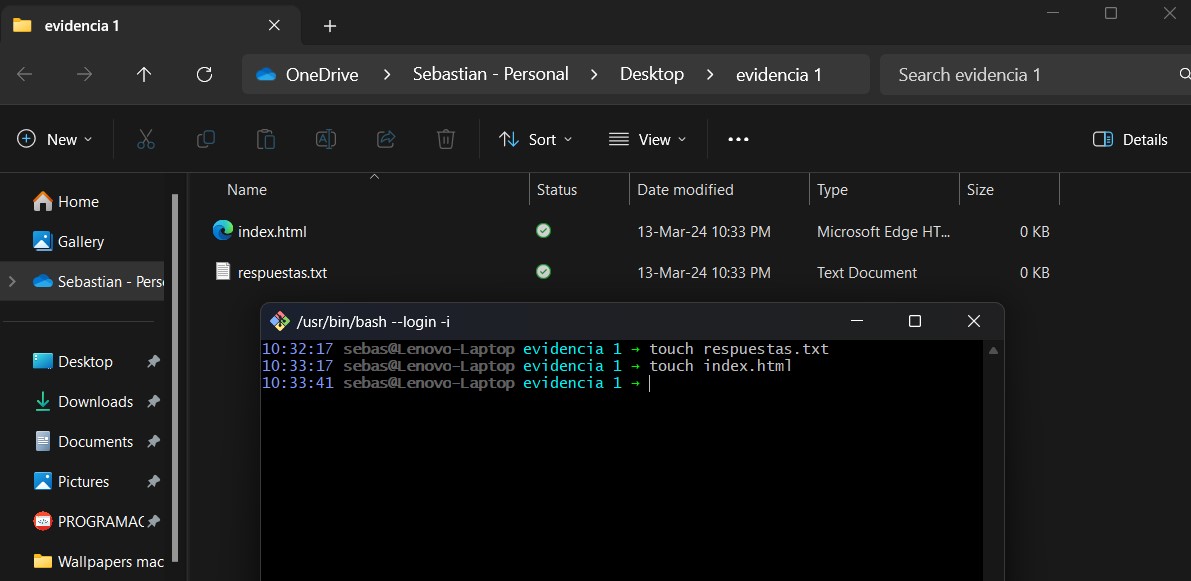 evidencia 1
OneDrive > Sebastian - Personal > Desktop > evidencia 1
Search evidencia 1
New
Sort
View
Details
Name Status Date modified Type Size
index.html 13-Mar-24 10:33 PM Microsoft Edge HT... 0 KB
respuestas.txt 13-Mar-24 10:33 PM Text Document 0 KB
Home
Gallery
Sebastian - Pers
Desktop
Downloads
Documents
Pictures
PROGRAMAC
Wallpapers mac
/usr/bin/bash --login -i
10:32:17 sebas@Lenovo-Laptop evidencia 1 → touch respuestas.txt
10:33:17 sebas@Lenovo-Laptop evidencia 1 → touch index.html
10:33:41 sebas@Lenovo-Laptop evidencia 1 →